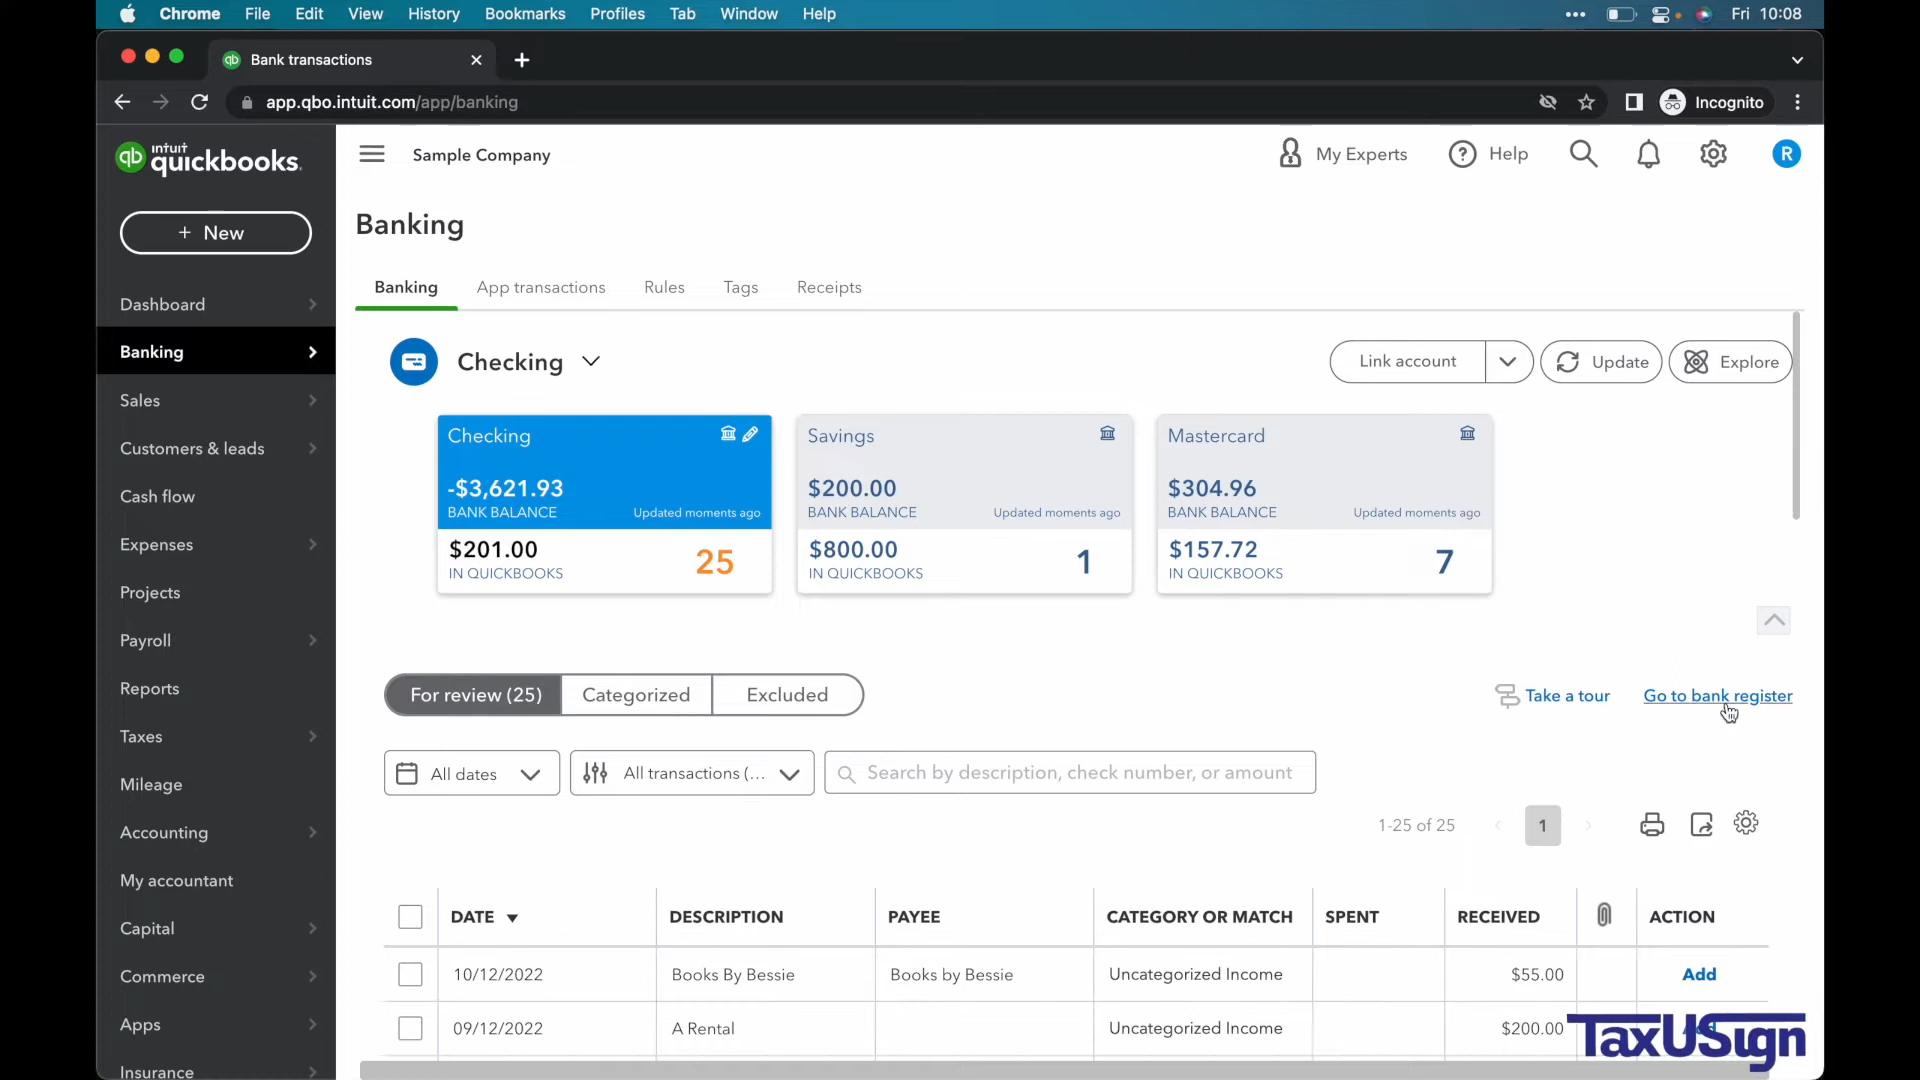 Chrome File Edit View History Bookmarks Profiles Tab Window Help Fri 10:08
Bank transactions
app.qbo.intuit.com/app/banking Incognito
intuit
quickbooks.
Sample Company My Experts Help R
+ New
Banking
Banking App transactions Rules Tags Receipts
Dashboard
Banking
Sales
Customers & leads
Cash flow
Expenses
Projects
Payroll
Reports
Taxes
Mileage
Accounting
My accountant
Capital
Commerce
Apps
Insurance
Checking Link account Update Explore
Checking
-$3,621.93
BANK BALANCE Updated moments ago
$201.00 25
IN QUICKBOOKS
Savings
$200.00
BANK BALANCE Updated moments ago
$800.00 1
IN QUICKBOOKS
Mastercard
$304.96
BANK BALANCE Updated moments ago
$157.72 7
IN QUICKBOOKS
For review (25) Categorized Excluded Take a tour Go to bank register
All dates All transactions (... Search by description, check number, or amount
1-25 of 25 1
DATE DESCRIPTION PAYEE CATEGORY OR MATCH SPENT RECEIVED ACTION
10/12/2022 Books By Bessie Books by Bessie Uncategorized Income $55.00 Add
09/12/2022 A Rental Uncategorized Income $200.00
TaxUSign